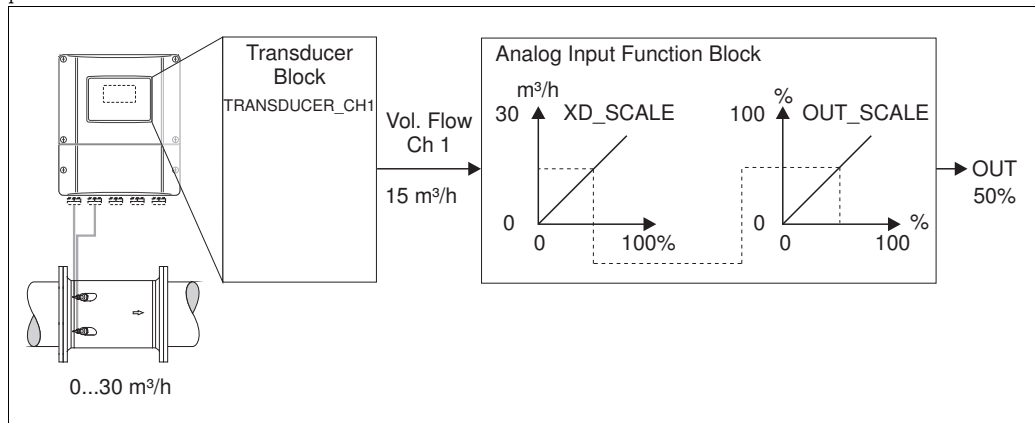 Transducer
Block
TRANSDUCER_CH1
Vol. Flow
Ch 1
15 m³/h
Analog Input Function Block
m³/h
30
XD_SCALE
0
0
100%
%
100
OUT_SCALE
0
0
100
%
OUT
50%
0...30 m³/h